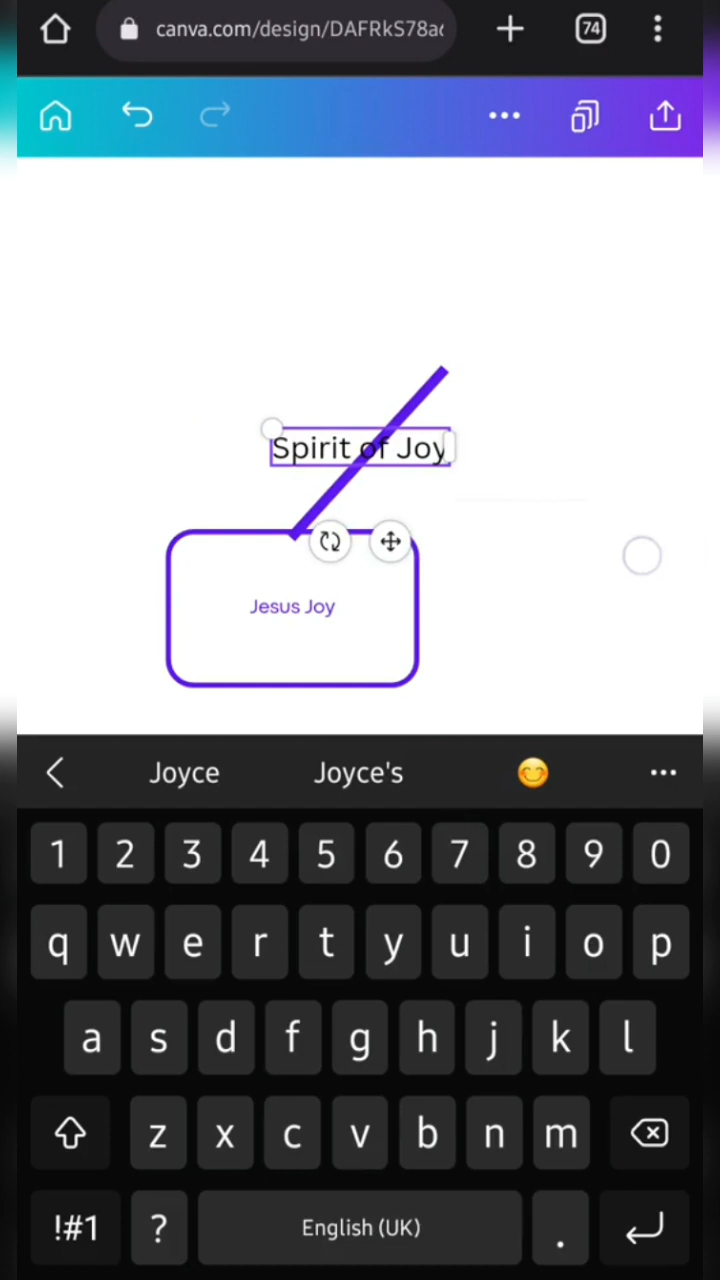 canva.com/design/DAFRkS78a
74
Spirit of Joy
Jesus Joy
Joyce Joyce's
1 2 3 4 5 6 7 8 9 0
q w e r t y u i o p
a s d f g h j k l
z x c v b n m
!#1 ? English (UK) .